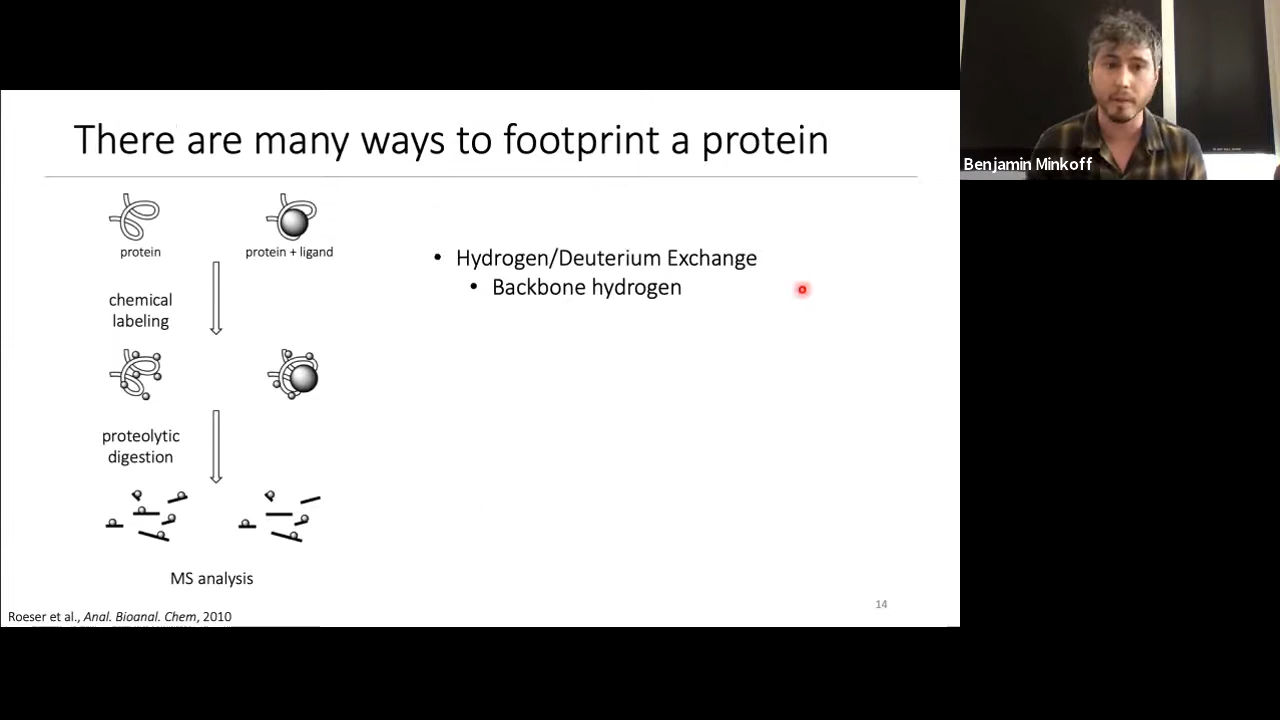 There are many ways to footprint a protein
protein
protein + ligand
chemical
labeling
proteolytic
digestion
MS analysis
Roeser et al., Anal. Bioanal. Chem, 2010
• Hydrogen/Deuterium Exchange
• Backbone hydrogen
14
Benjamin Minkoff